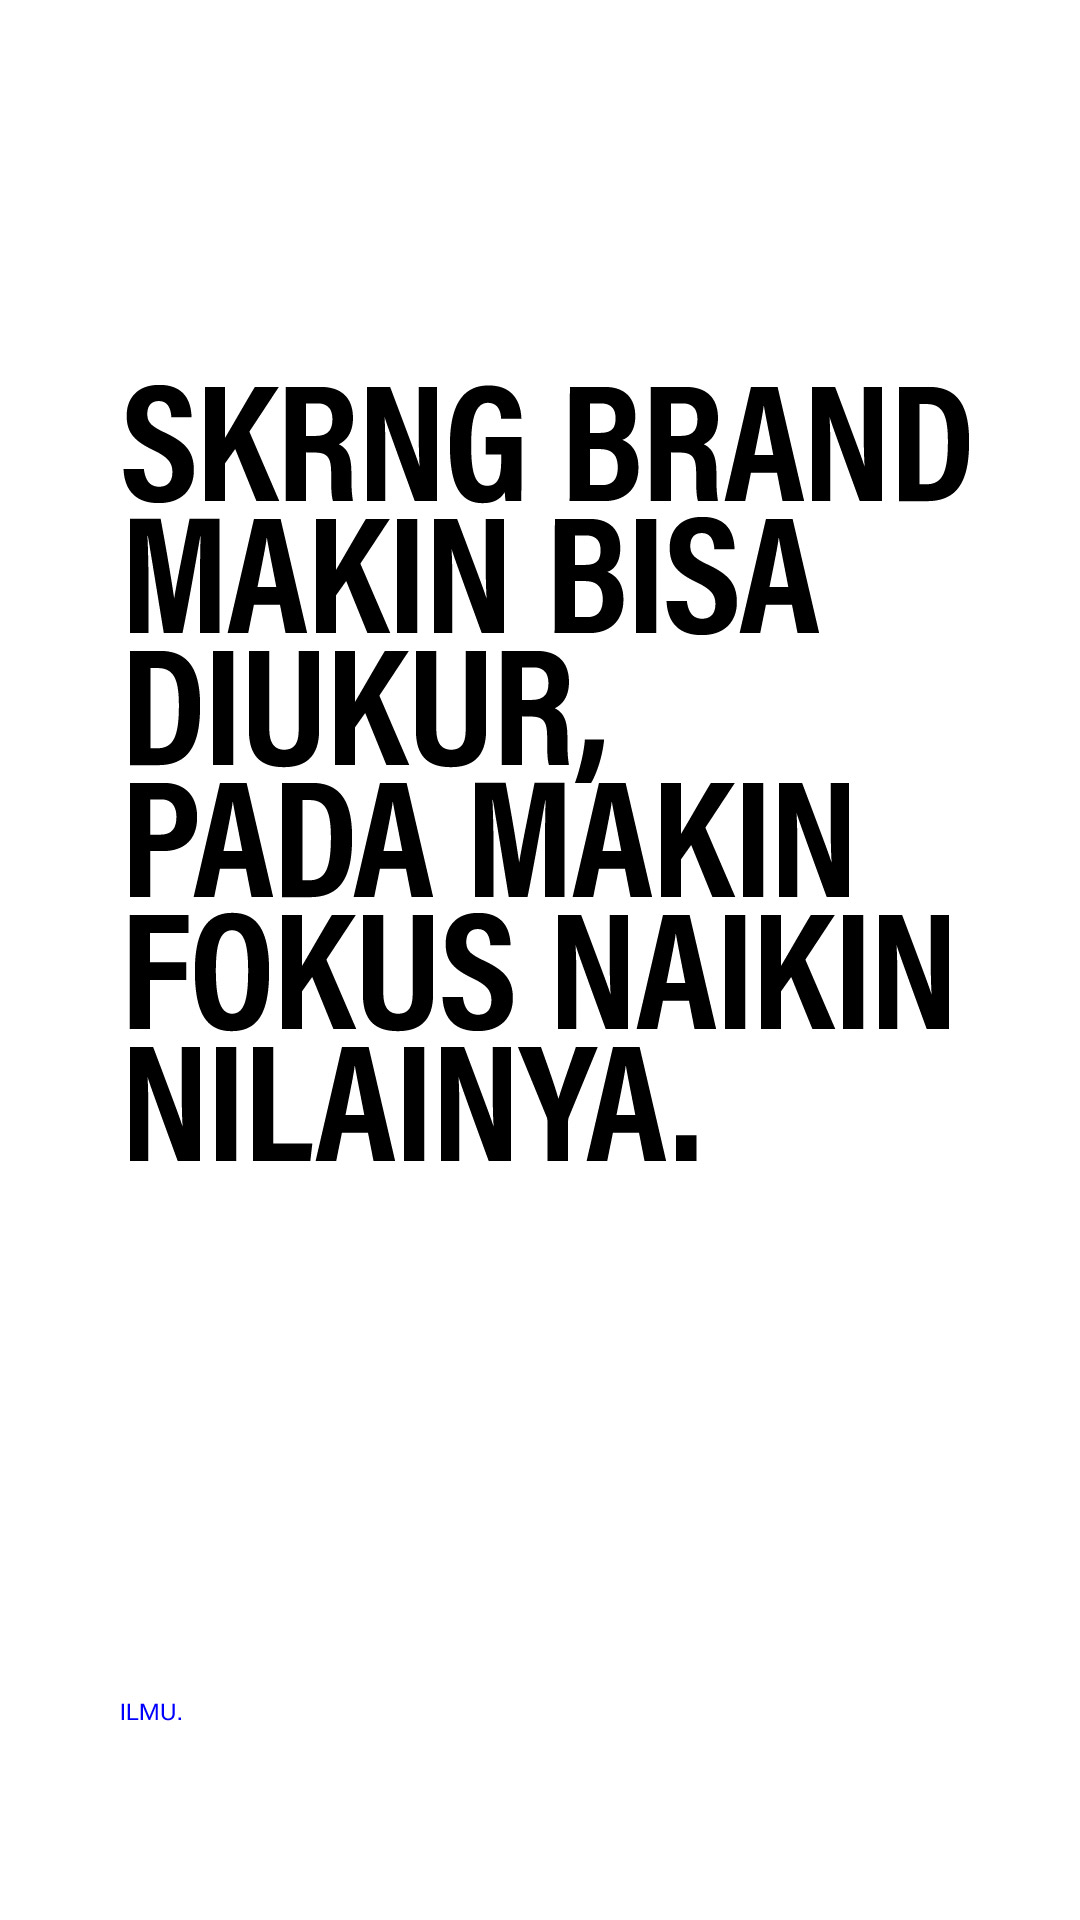 SKRNG BRAND
MAKIN BISA
DIUKUR,
PADA MAKIN
FOKUS NAIKIN
NILAINYA.
ILMU.